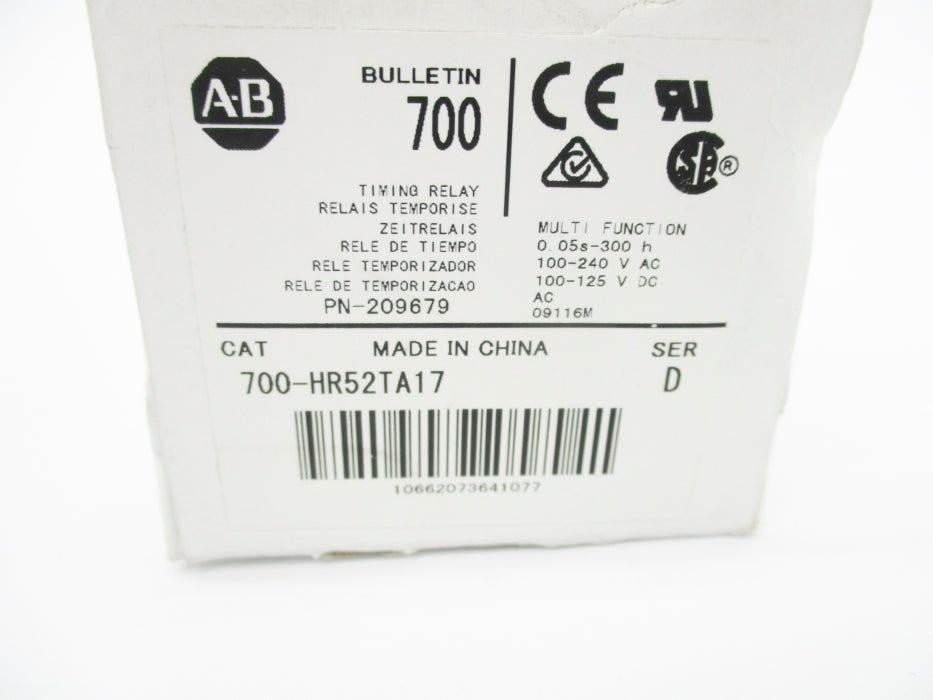 A-B
BULLETIN
700
TIMING RELAY
RELAIS TEMPORISE
ZEITRELAIS
RELE DE TIEMPO
RELE TEMPORIZADOR
RELE DE TEMPORIZACAO
PN-209679
CE
RU
SA ®
MULTI FUNCTION
0.05s-300 h
100-240 V AC
100-125 V DC
AC
09116M
CAT MADE IN CHINA SER
700-HR52TA17 D
10662073641077